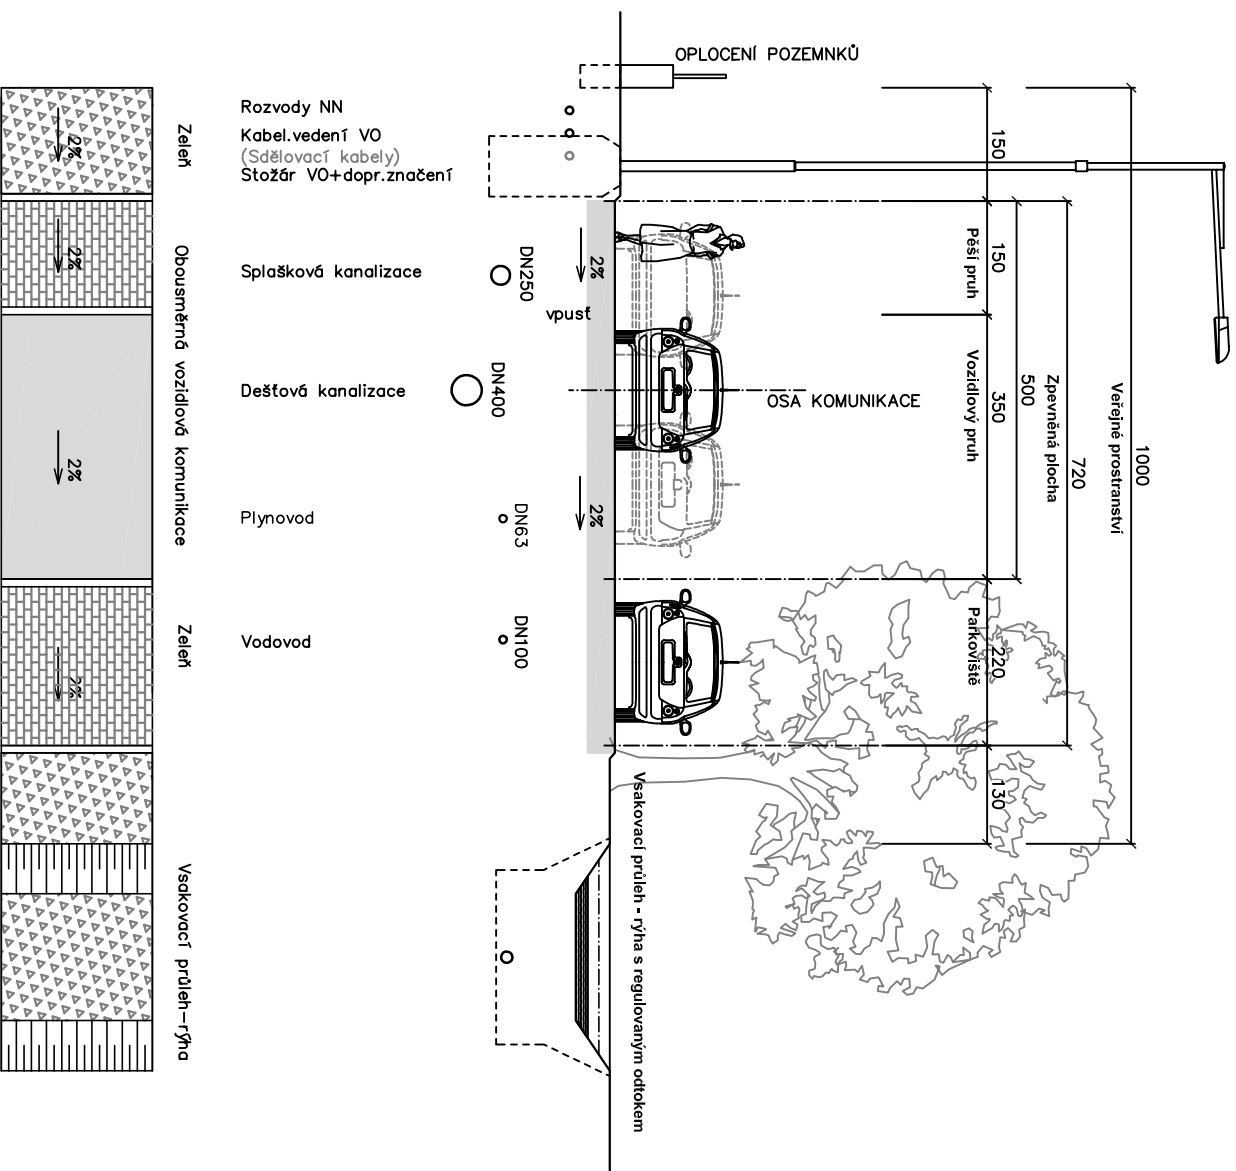 OPLOCENÍ POZEMNKŮ
Rozvody NN
Kabel.vedení VO
(Sdělovací kabely)
Stožár VO+dopr.značení
Splašková kanalizace
Dešťová kanalizace
Plynovod
Vodovod
DN250
DN400
DN63
DN100
vpusť
2%
2%
OSA KOMUNIKACE
150
150
Pěší pruh
350
Vozidlový pruh
220
Parkoviště
130
500
720
Zpevněná plocha
1000
Veřejné prostranství
Vsakovací průleh - rýha s regulovaným odtokem
Zeleň
Obousměrná vozidlová komunikace
Zeleň
Vsakovací průleh-rýha
2%
2%
2%
2%